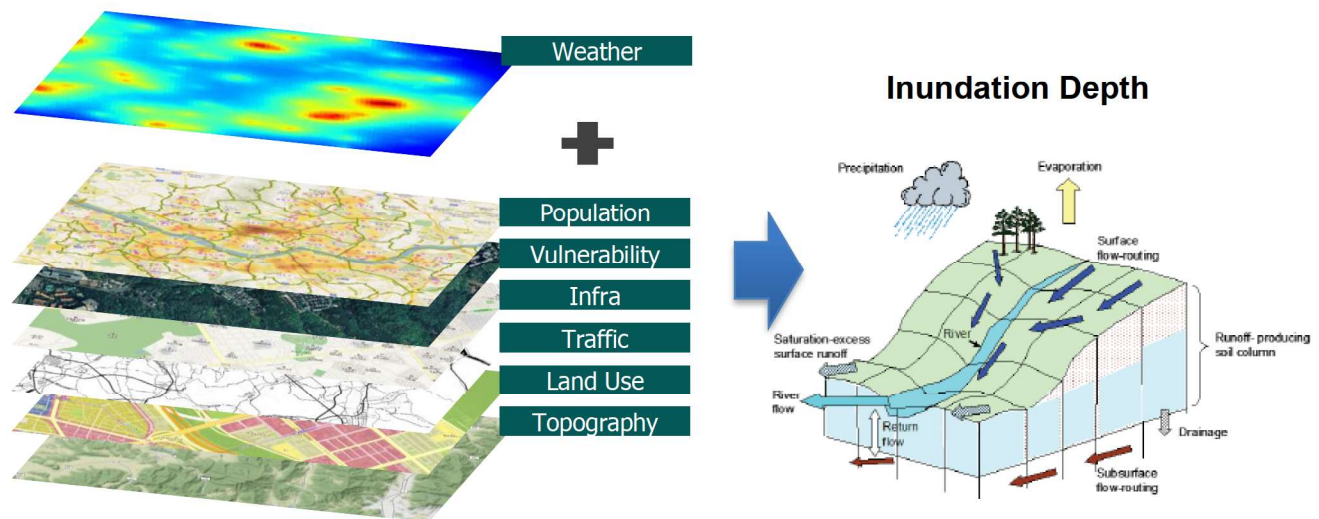 Weather
Population
Vulnerability
Infra
Traffic
Land Use
Topography
Inundation Depth
Precipitation
Evaporation
Surface
flow-routing
River
Saturation-excess
surface runoff
Runoff- producing
soil column
River
flow
Return
flow
Drainage
Subsurface
flow-routing